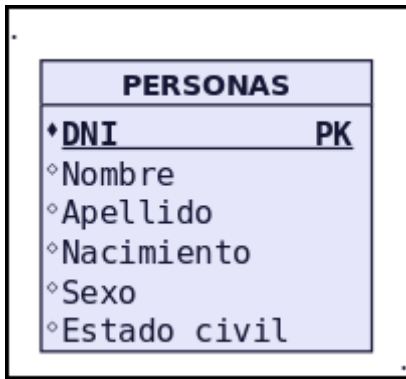 PERSONAS
DNI PK
Nombre
Apellido
Nacimiento
Sexo
Estado civil